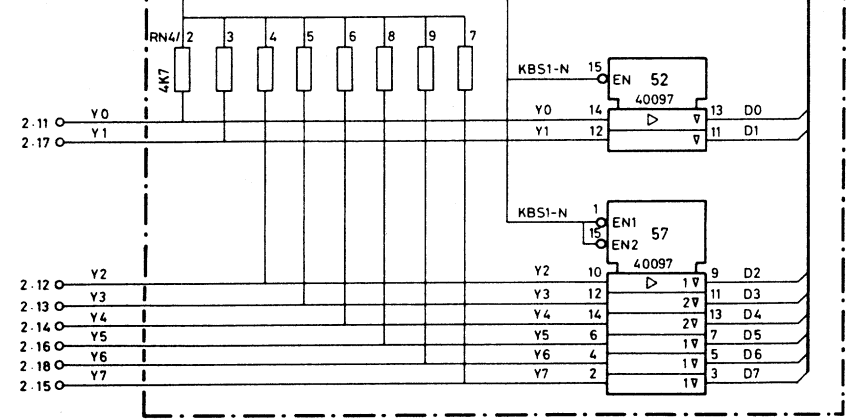 RN4/ 2 3 4 5 6 8 9 7
4K7
KBS1-N 15 EN 52
40097
2.11 Y0 Y0 14 ▷ ∇ 13 D0
2.17 Y1 Y1 12 ∇ 11 D1
KBS1-N 1 EN1
15 EN2 57
40097
2.12 Y2 Y2 10 ▷ 1∇ 9 D2
2.13 Y3 Y3 12 2∇ 11 D3
2.14 Y4 Y4 14 2∇ 13 D4
2.16 Y5 Y5 6 1∇ 7 D5
2.18 Y6 Y6 4 1∇ 5 D6
2.15 Y7 Y7 2 1∇ 3 D7